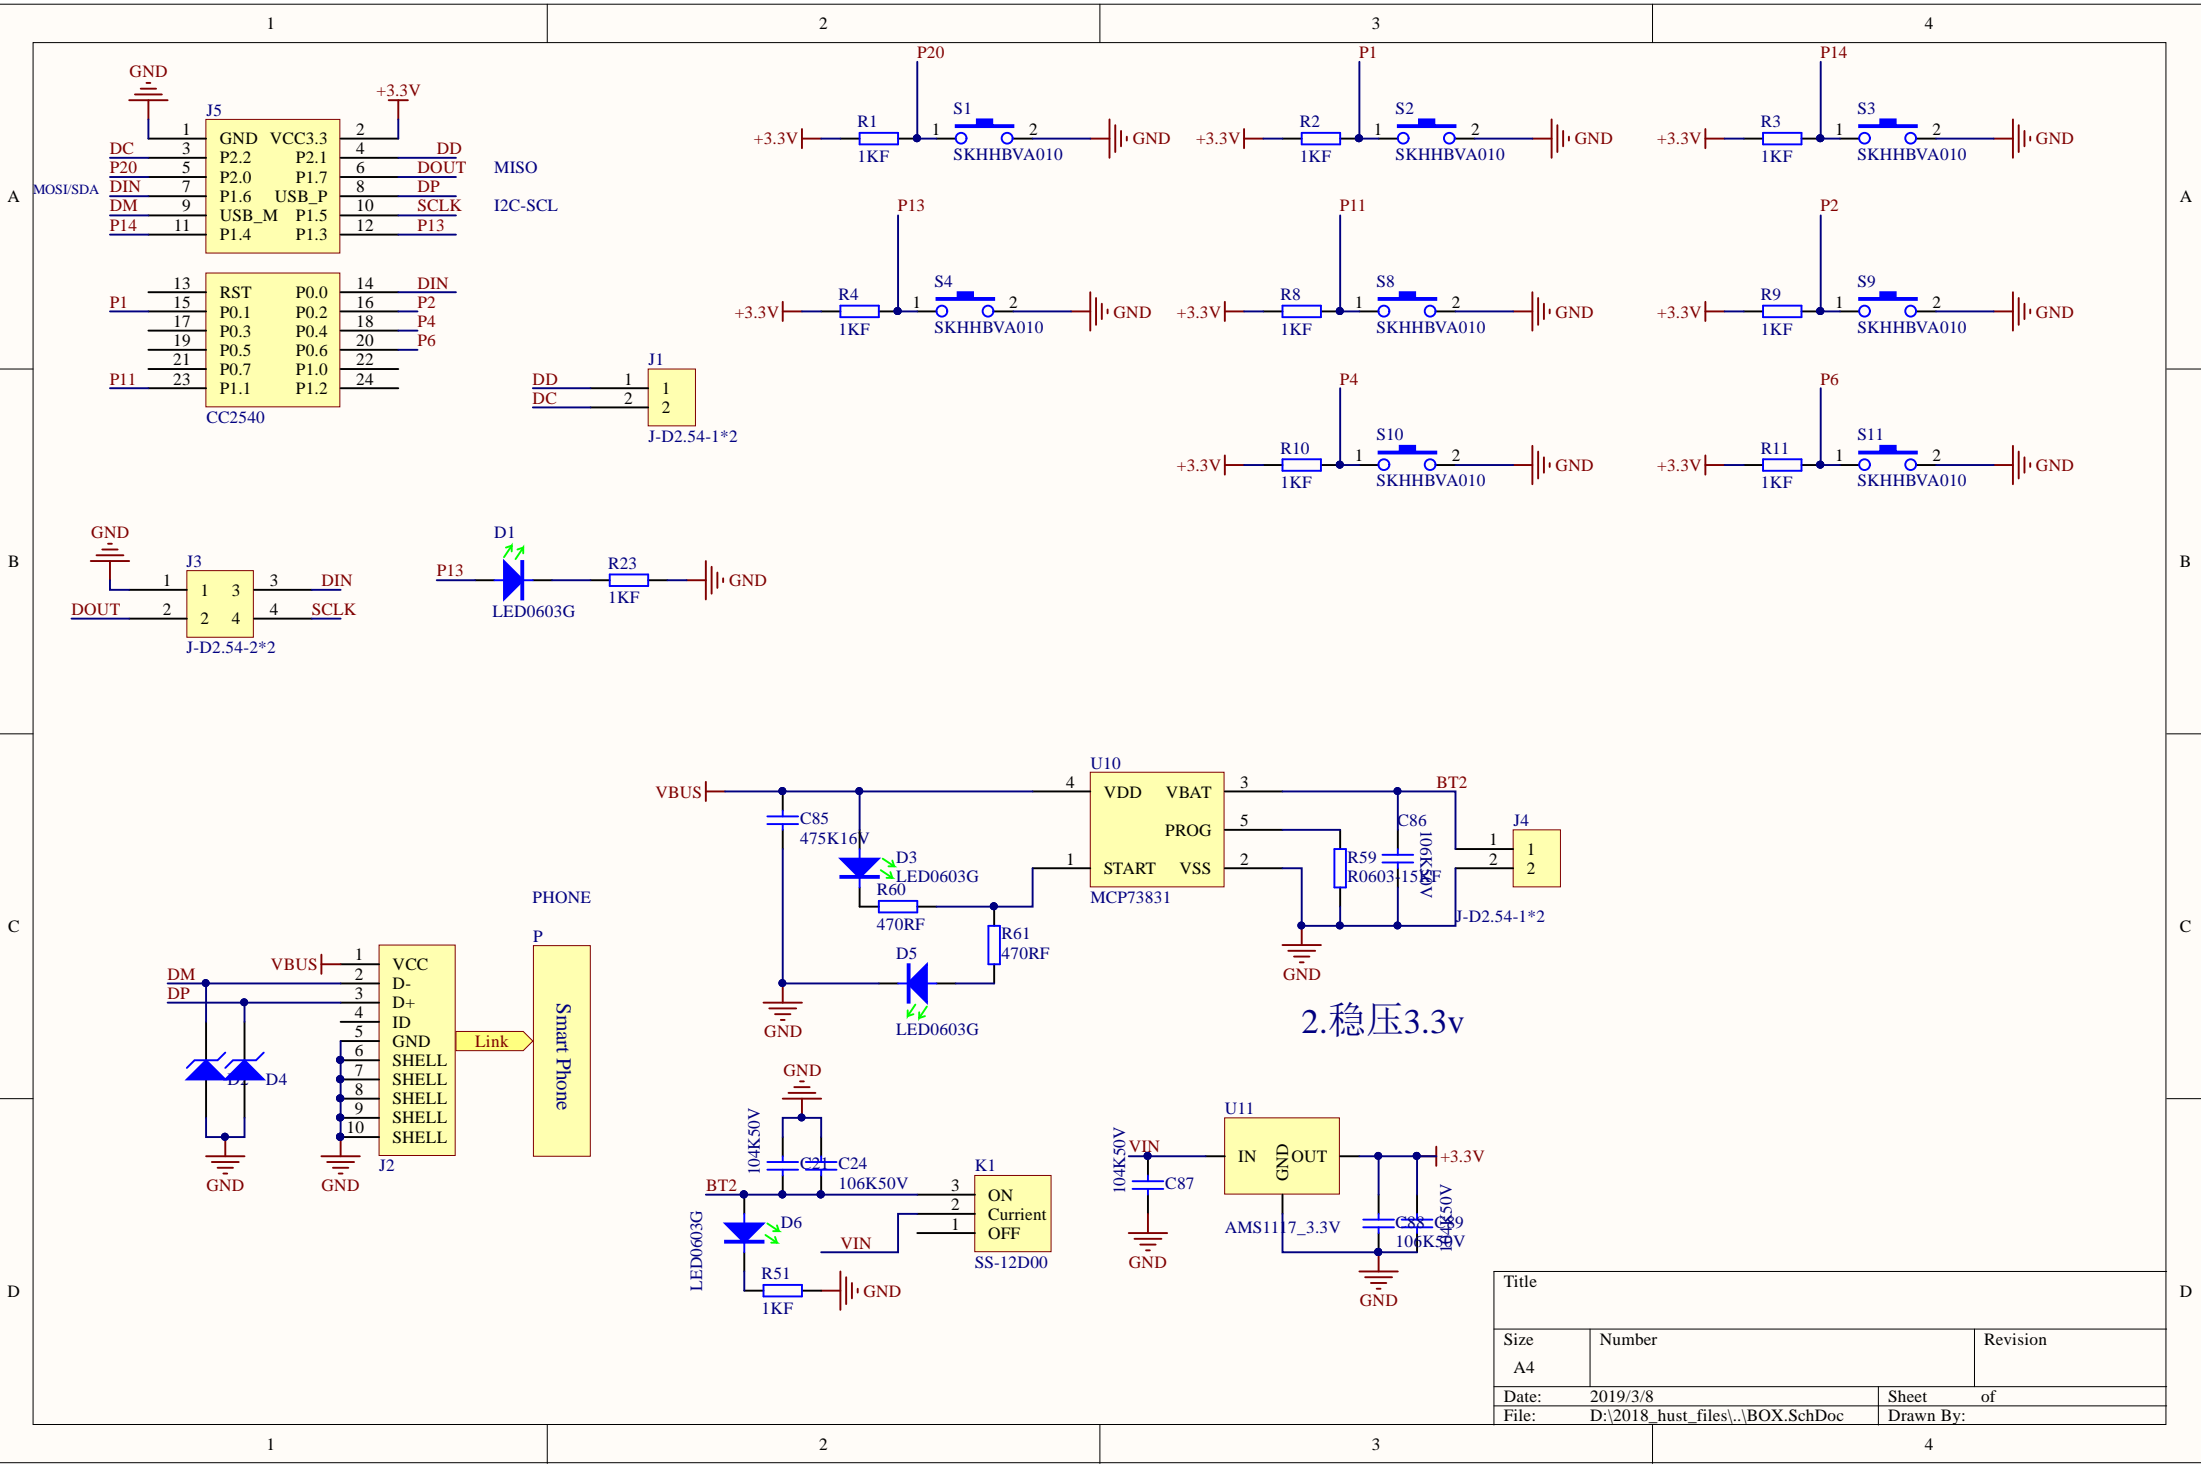 1 2 3 4
A
B
C
D
A
B
C
D
GND
+3.3V
J5
1 GND VCC3.3 2
DC 3 P2.2 P2.1 4 DD
P20 5 P2.0 P1.7 6 DOUT MISO
MOSI/SDA DIN 7 P1.6 USB_P 8 DP
DM 9 USB_M P1.5 10 SCLK I2C-SCL
P14 11 P1.4 P1.3 12 P13
13 RST P0.0 14 DIN
P1 15 P0.1 P0.2 16 P2
17 P0.3 P0.4 18 P4
19 P0.5 P0.6 20 P6
21 P0.7 P1.0 22
P11 23 P1.1 P1.2 24
CC2540
J1
DD 1 1
DC 2 2
J-D2.54-1*2
P20
+3.3V R1 1 S1 2 GND
1KF SKHHBVA010
P1
+3.3V R2 1 S2 2 GND
1KF SKHHBVA010
P14
+3.3V R3 1 S3 2 GND
1KF SKHHBVA010
P13
+3.3V R4 1 S4 2 GND
1KF SKHHBVA010
P11
+3.3V R8 1 S8 2 GND
1KF SKHHBVA010
P2
+3.3V R9 1 S9 2 GND
1KF SKHHBVA010
P4
+3.3V R10 1 S10 2 GND
1KF SKHHBVA010
P6
+3.3V R11 1 S11 2 GND
1KF SKHHBVA010
GND
J3
1 1 3 3 DIN
DOUT 2 2 4 4 SCLK
J-D2.54-2*2
D1
P13 R23 GND
LED0603G 1KF
U10
VBUS 4 VDD VBAT 3 BT2
PROG 5
1 START VSS 2
MCP73831
C85
475K16V
D3
LED0603G
R60
470RF
R61
470RF
D5
LED0603G
GND
C86
106K50V
R59
R0603-15KF
J4
1 1
2 2
J-D2.54-1*2
GND
PHONE
P
Smart Phone
Link
VBUS 1 VCC
DM 2 D-
DP 3 D+
4 ID
5 GND
6 SHELL
7 SHELL
8 SHELL
9 SHELL
10 SHELL
J2
D2 D4
GND
GND
2.稳压3.3v
GND
104K50V
C21 C24
106K50V
BT2
LED0603G
D6
R51
1KF
GND
VIN
K1
3 ON
2 Currient
1 OFF
SS-12D00
U11
VIN IN GND OUT +3.3V
104K50V
C87
GND
AMS1117_3.3V
C88 C89
106K50V
104K50V
GND
Title
Size Number Revision
A4
Date: 2019/3/8 Sheet of
File: D:\2018_hust_files\..\BOX.SchDoc Drawn By:
1 2 3 4